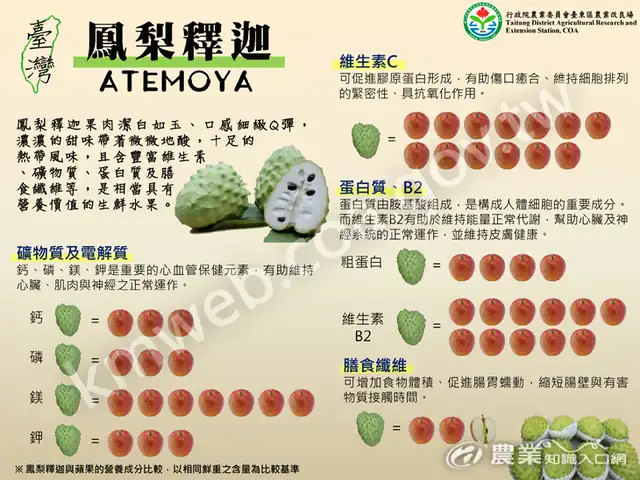 臺灣
鳳梨釋迦
ATEMOYA
行政院農業委員會臺東區農業改良場
Taitung District Agricultural Research and
Extension Station, COA
鳳梨釋迦果肉潔白如玉、口感細緻Q彈，
濃濃的甜味帶著微微地酸，十足的
熱帶風味，且含豐富維生素
、礦物質、蛋白質及膳
食纖維等，是相當具有
營養價值的生鮮水果。
礦物質及電解質
鈣、磷、鎂、鉀是重要的心血管保健元素，有助維持
心臟、肌肉與神經之正常運作。
鈣 =
磷 =
鎂 =
鉀 =
※ 鳳梨釋迦與蘋果的營養成分比較，以相同鮮重之含量為比較基準
維生素C
可促進膠原蛋白形成，有助傷口癒合、維持細胞排列
的緊密性、具抗氧化作用。
=
蛋白質、B2
蛋白質由胺基酸組成，是構成人體細胞的重要成分。
而維生素B2有助於維持能量正常代謝，幫助心臟及神
經系統的正常運作，並維持皮膚健康。
粗蛋白 =
維生素
B2 =
膳食纖維
可增加食物體積、促進腸胃蠕動，縮短腸壁與有害
物質接觸時間。
=
農業知識入口網
kmweb.coa.gov.tw